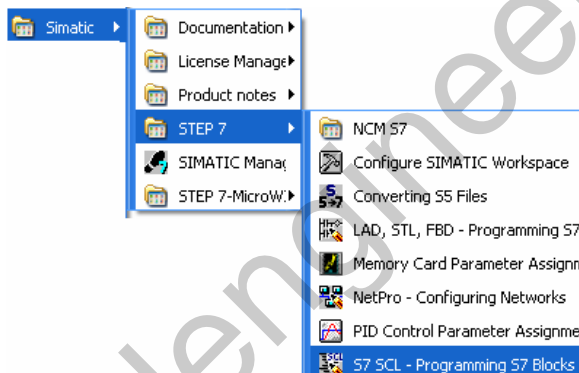 Simatic
Documentation
License Manage
Product notes
STEP 7
SIMATIC Manag
STEP 7-MicroW
NCM S7
Configure SIMATIC Workspace
Converting S5 Files
LAD, STL, FBD - Programming S7
Memory Card Parameter Assignm
NetPro - Configuring Networks
PID Control Parameter Assignme
S7 SCL - Programming S7 Blocks